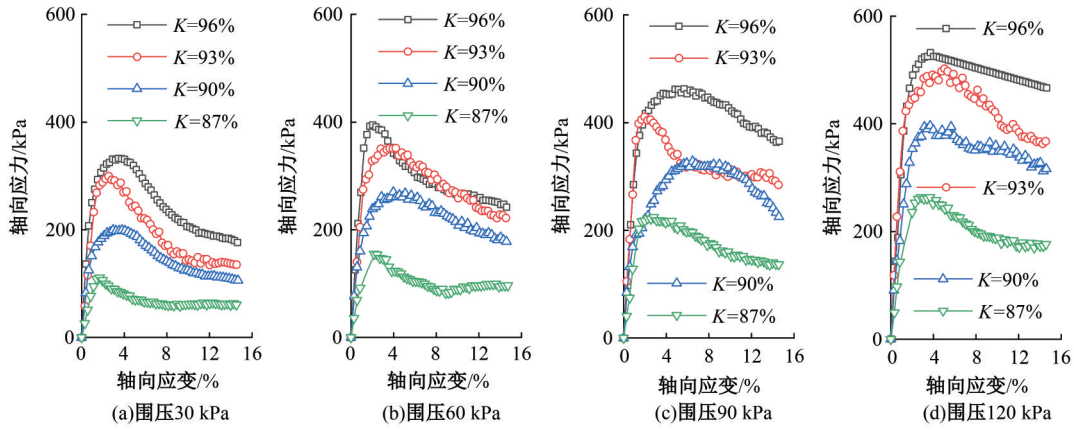 600
400
200
0
轴向应力/kPa
K=96%
K=93%
K=90%
K=87%
0 4 8 12 16
轴向应变/%
(a)围压30 kPa
600
400
200
0
轴向应力/kPa
K=96%
K=93%
K=90%
K=87%
0 4 8 12 16
轴向应变/%
(b)围压60 kPa
600
400
200
0
轴向应力/kPa
K=96%
K=93%
K=90%
K=87%
0 4 8 12 16
轴向应变/%
(c)围压90 kPa
600
400
200
0
轴向应力/kPa
K=96%
K=93%
K=90%
K=87%
0 4 8 12 16
轴向应变/%
(d)围压120 kPa